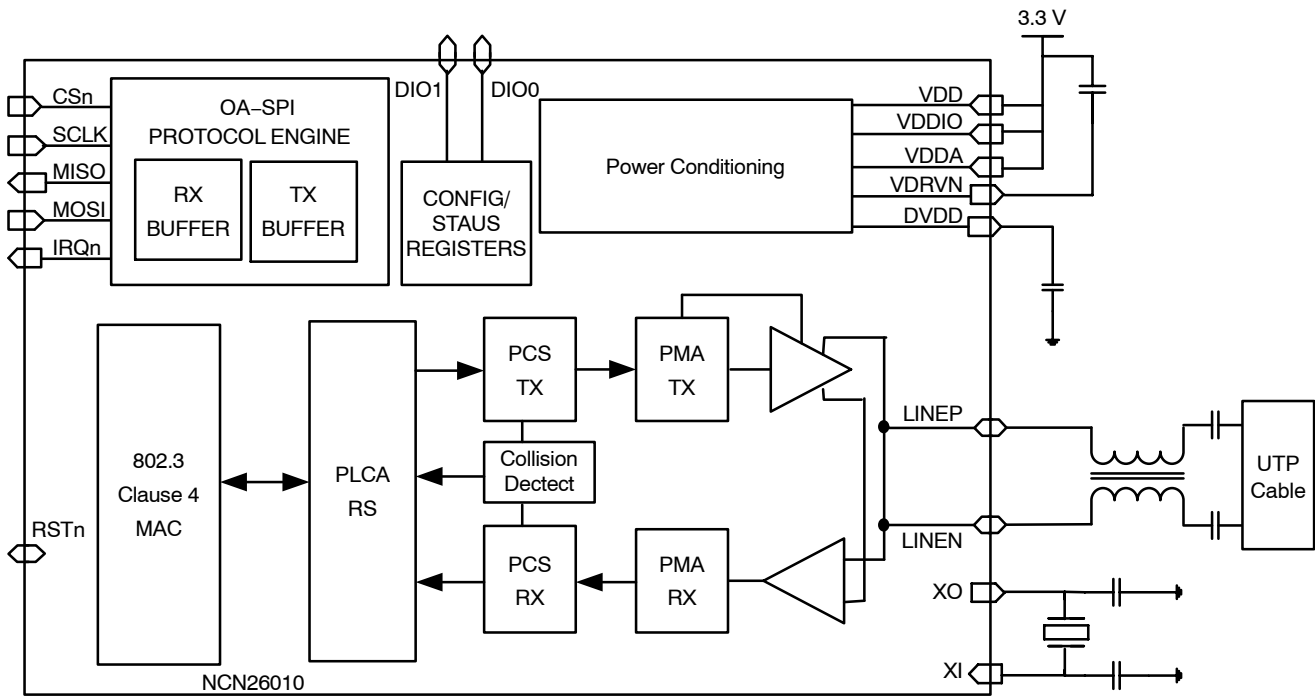 3.3 V
CSn
SCLK
MISO
MOSI
IRQn
OA–SPI
PROTOCOL ENGINE
RX
BUFFER
TX
BUFFER
DIO1
DIO0
CONFIG/
STAUS
REGISTERS
Power Conditioning
VDD
VDDIO
VDDA
VDRVN
DVDD
802.3
Clause 4
MAC
PLCA
RS
PCS
TX
PMA
TX
Collision
Dectect
PCS
RX
PMA
RX
LINEP
LINEN
UTP
Cable
RSTn
XO
XI
NCN26010